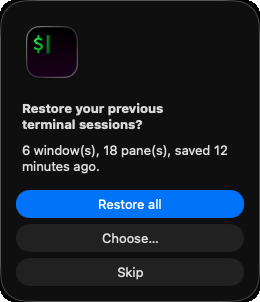 $
Restore your previous
terminal sessions?
6 window(s), 18 pane(s), saved 12
minutes ago.
Restore all
Choose...
Skip